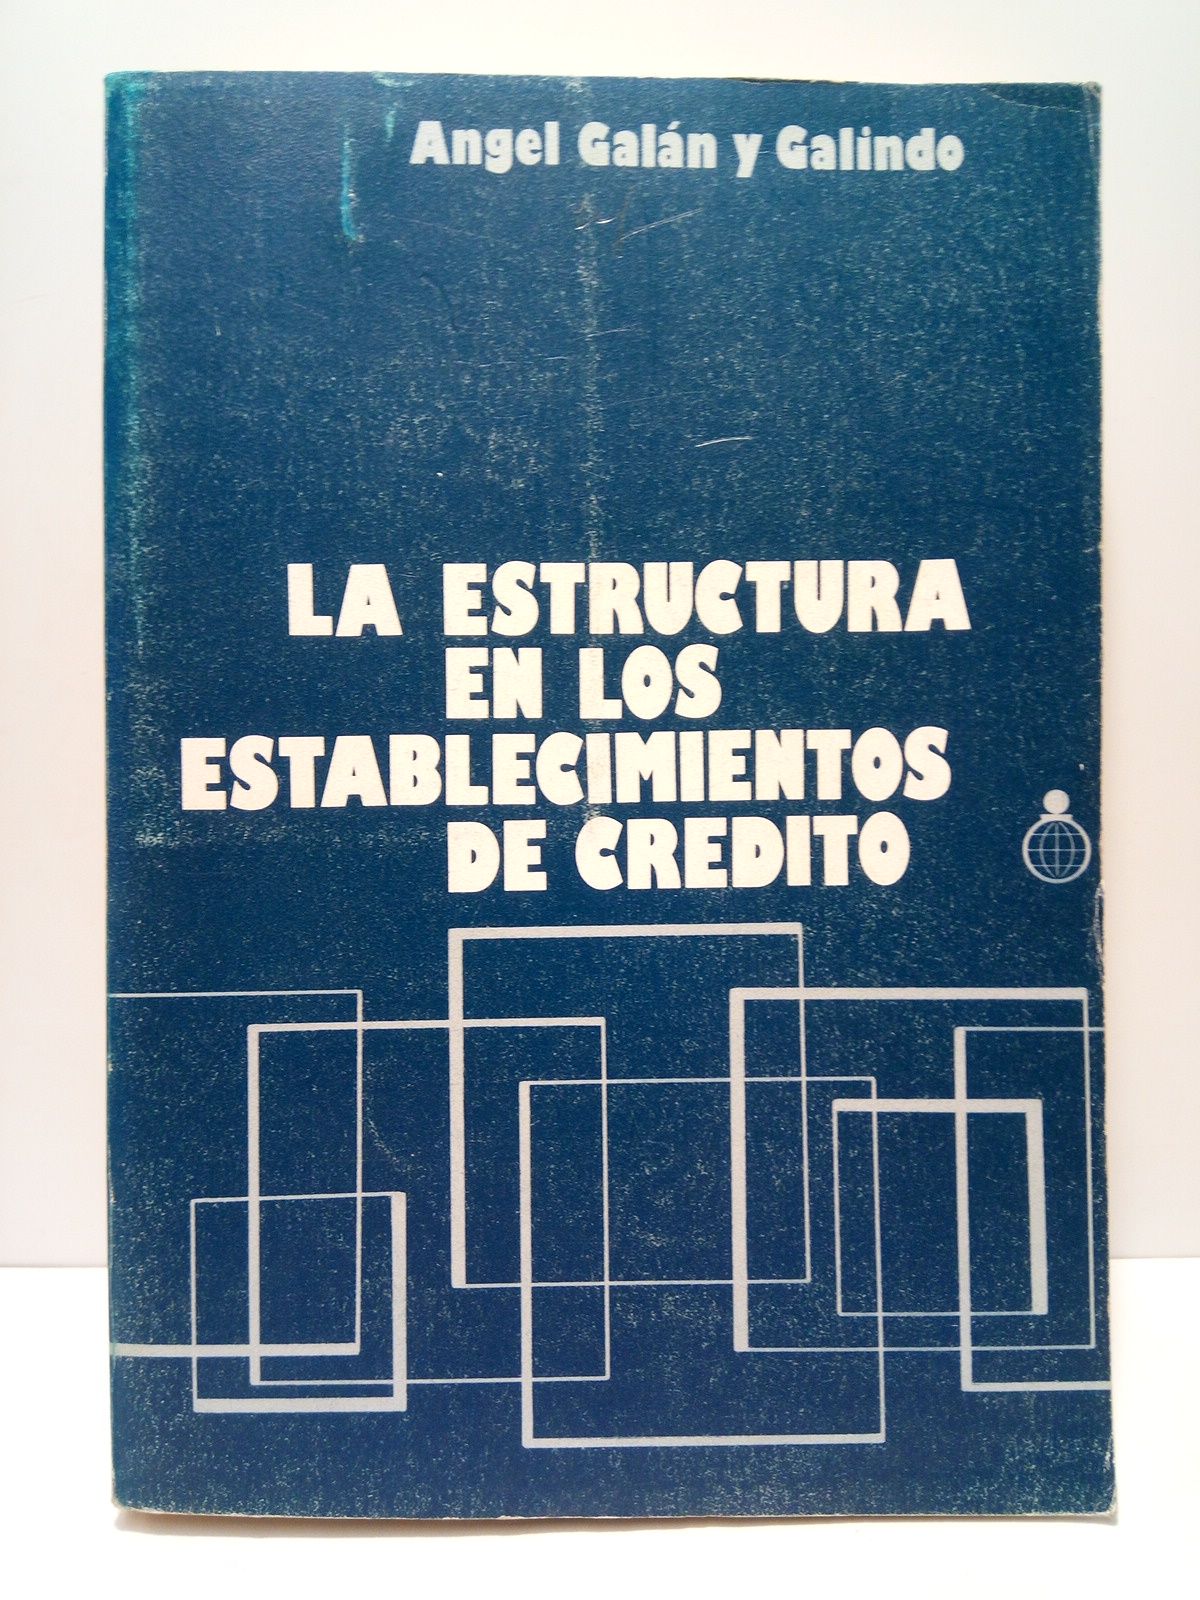 Angel Galán y Galindo
LA ESTRUCTURA
EN LOS
ESTABLECIMIENTOS
DE CREDITO